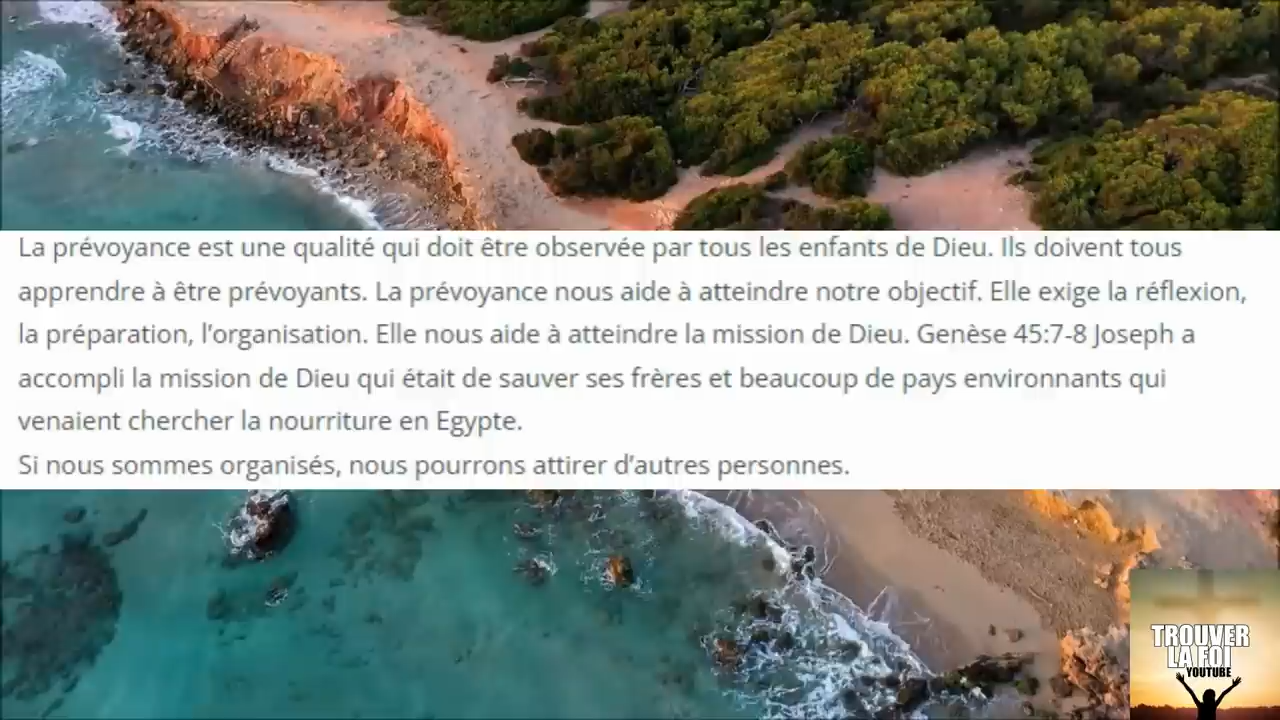 La prévoyance est une qualité qui doit être observée par tous les enfants de Dieu. Ils doivent tous
apprendre à être prévoyants. La prévoyance nous aide à atteindre notre objectif. Elle exige la réflexion,
la préparation, l’organisation. Elle nous aide à atteindre la mission de Dieu. Genèse 45:7-8 Joseph a
accompli la mission de Dieu qui était de sauver ses frères et beaucoup de pays environnants qui
venaient chercher la nourriture en Egypte.
Si nous sommes organisés, nous pourrons attirer d’autres personnes.
TROUVER
LA FOI
YOUTUBE